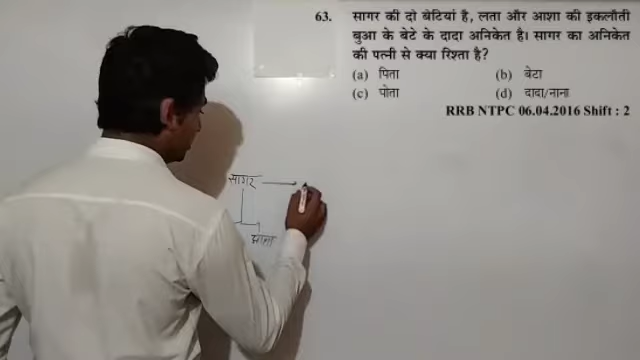 63. सागर की दो बेटियां है, लता और आशा की इकलौती
बुआ के बेटे के दादा अनिकेत है। सागर का अनिकेत
की पत्नी से क्या रिश्ता है?
(a) पिता (b) बेटा
(c) पोता (d) दादा/नाना
RRB NTPC 06.04.2016 Shift : 2
सागर